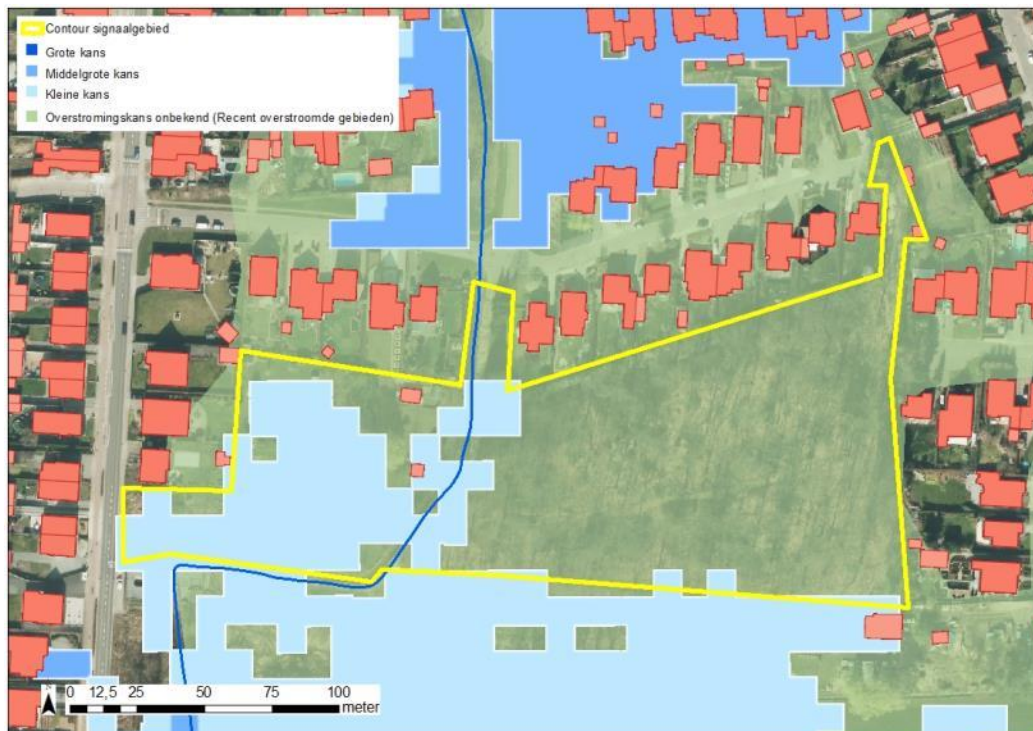 Contour signaalgebied
Grote kans
Middelgrote kans
Kleine kans
Overstromingskans onbekend (Recent overstroomde gebieden)
N
0 12,5 25 50 75 100
meter